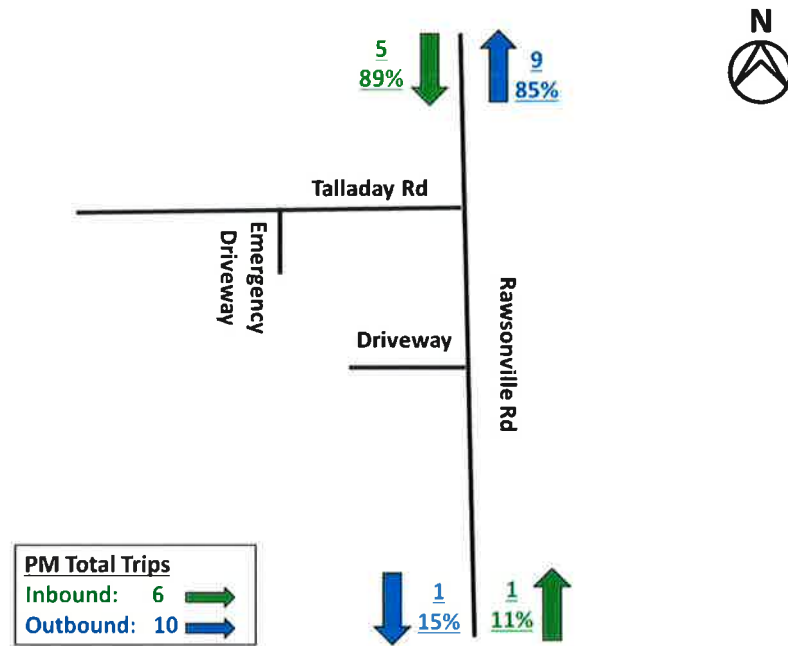 N
5
89%
9
85%
Talladay Rd
Emergency
Driveway
Driveway
Rawsonville Rd
PM Total Trips
Inbound: 6
Outbound: 10
1
15%
1
11%